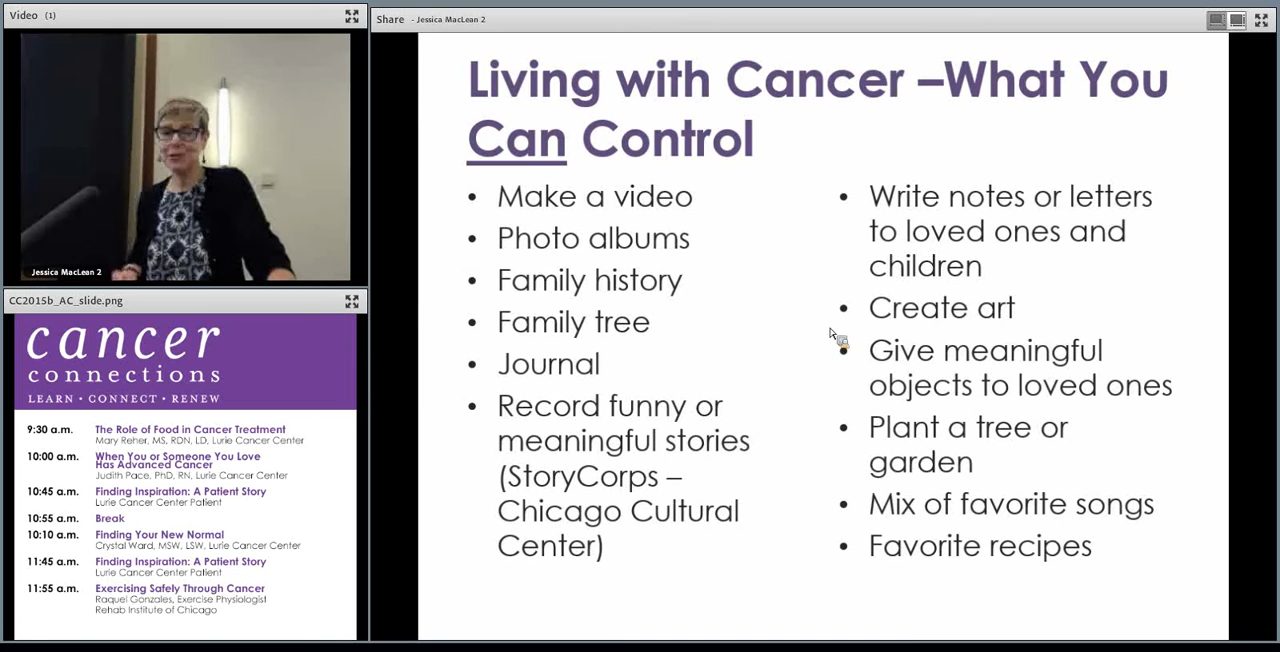 Video (1)
Jessica MacLean 2
CC2015b_AC_slide.png
cancer
connections
LEARN • CONNECT • RENEW
9:30 a.m. The Role of Food in Cancer Treatment
Mary Reher, MS, RDN, LD, Lurie Cancer Center
10:00 a.m. When You or Someone You Love
Has Advanced Cancer
Judith Pace, PhD, RN, Lurie Cancer Center
10:45 a.m. Finding Inspiration: A Patient Story
Lurie Cancer Center Patient
10:55 a.m. Break
10:10 a.m. Finding Your New Normal
Crystal Ward, MSW, LSW, Lurie Cancer Center
11:45 a.m. Finding Inspiration: A Patient Story
Lurie Cancer Center Patient
11:55 a.m. Exercising Safely Through Cancer
Raquel Gonzales, Exercise Physiologist
Rehab Institute of Chicago
Share - Jessica MacLean 2
Living with Cancer –What You
Can Control
• Make a video
• Photo albums
• Family history
• Family tree
• Journal
• Record funny or
meaningful stories
(StoryCorps –
Chicago Cultural
Center)
• Write notes or letters
to loved ones and
children
• Create art
• Give meaningful
objects to loved ones
• Plant a tree or
garden
• Mix of favorite songs
• Favorite recipes